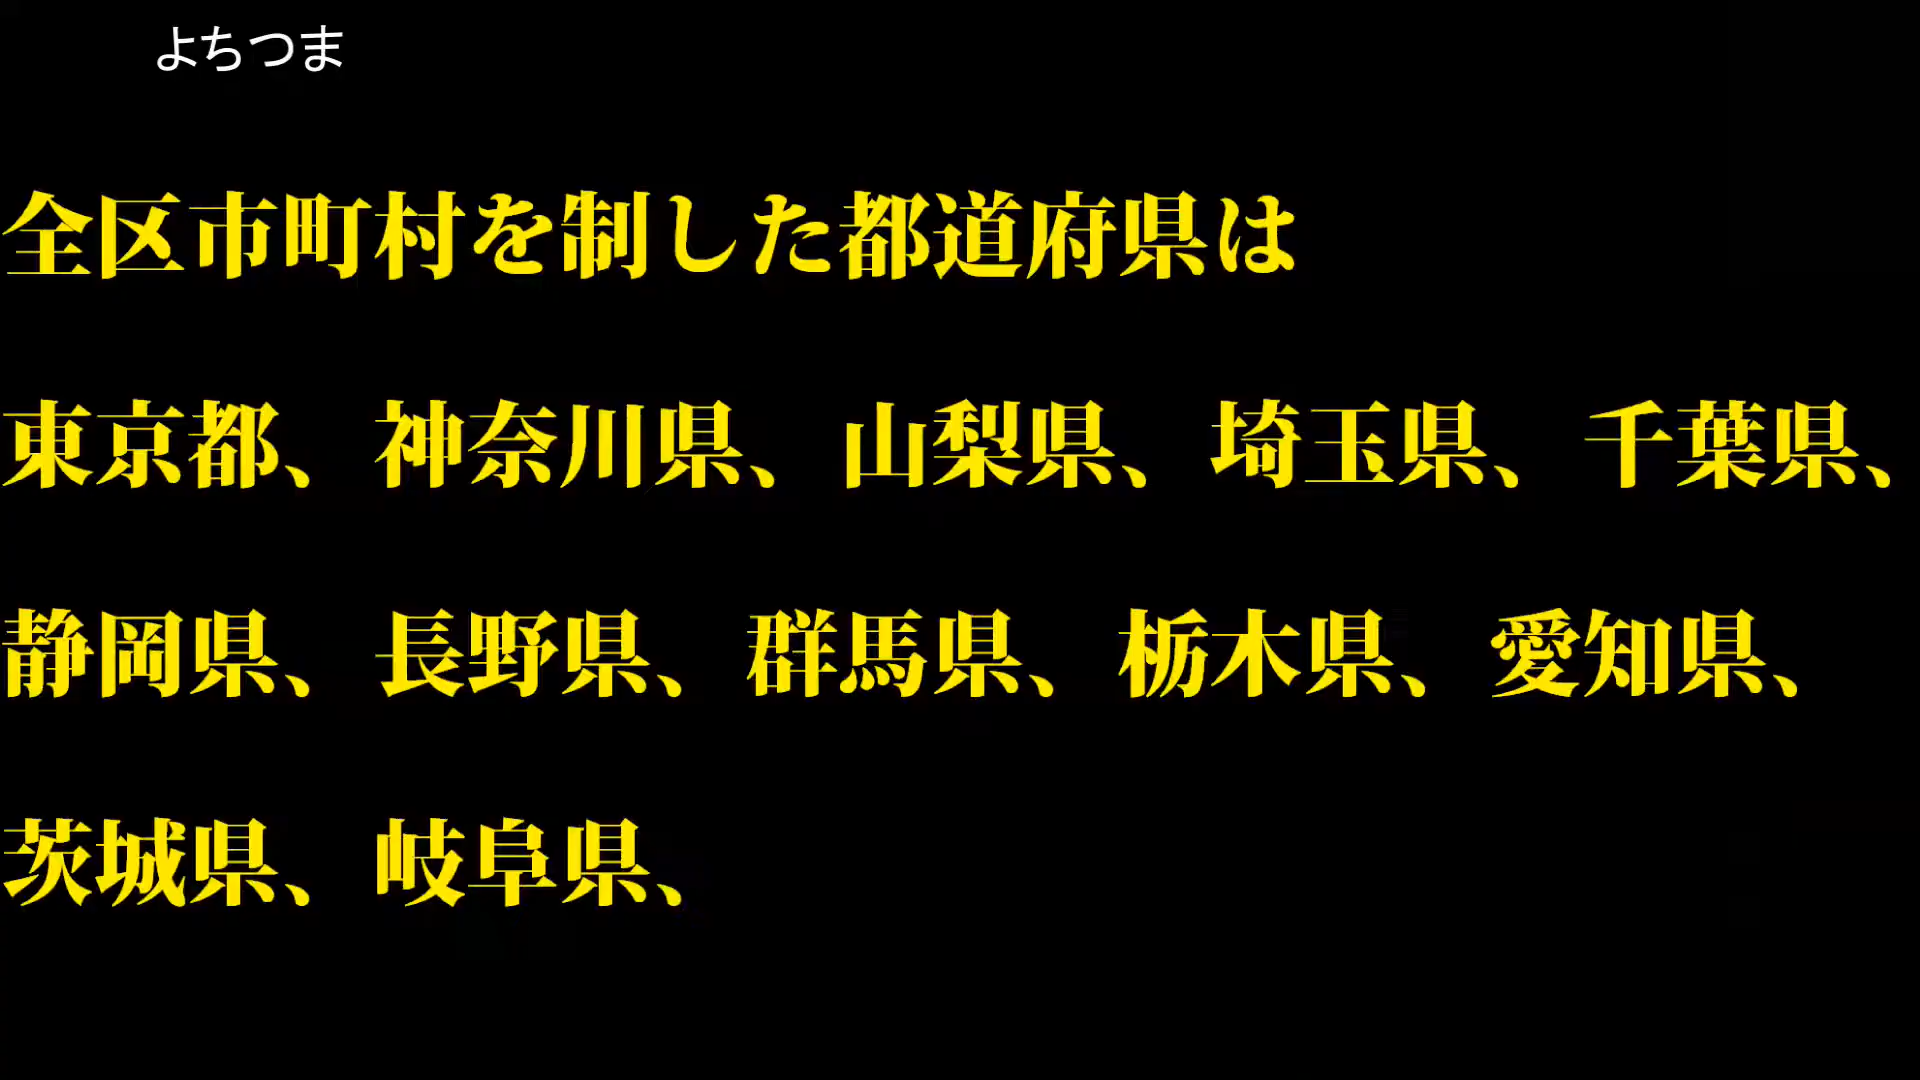 よちつま
全区市町村を制した都道府県は
東京都、神奈川県、山梨県、埼玉県、千葉県、
静岡県、長野県、群馬県、栃木県、愛知県、
茨城県、岐阜県、